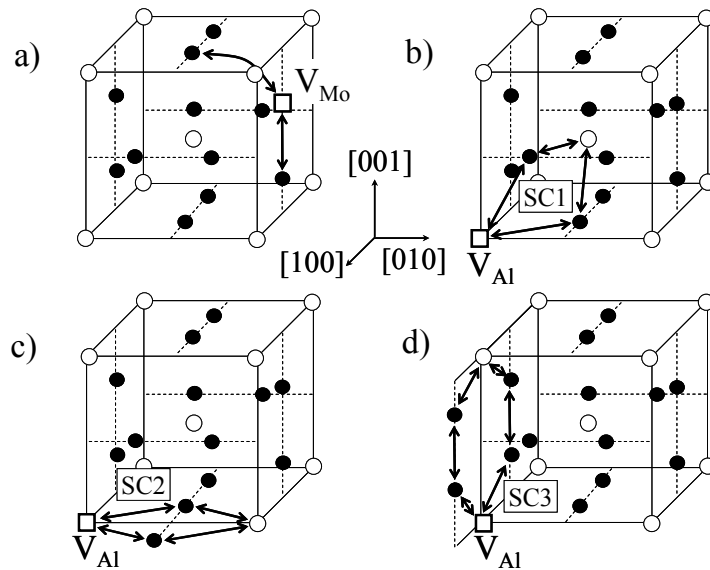 a)
V_Mo
b)
SC1
V_Al
[001]
[100]
[010]
c)
SC2
V_Al
d)
SC3
V_Al